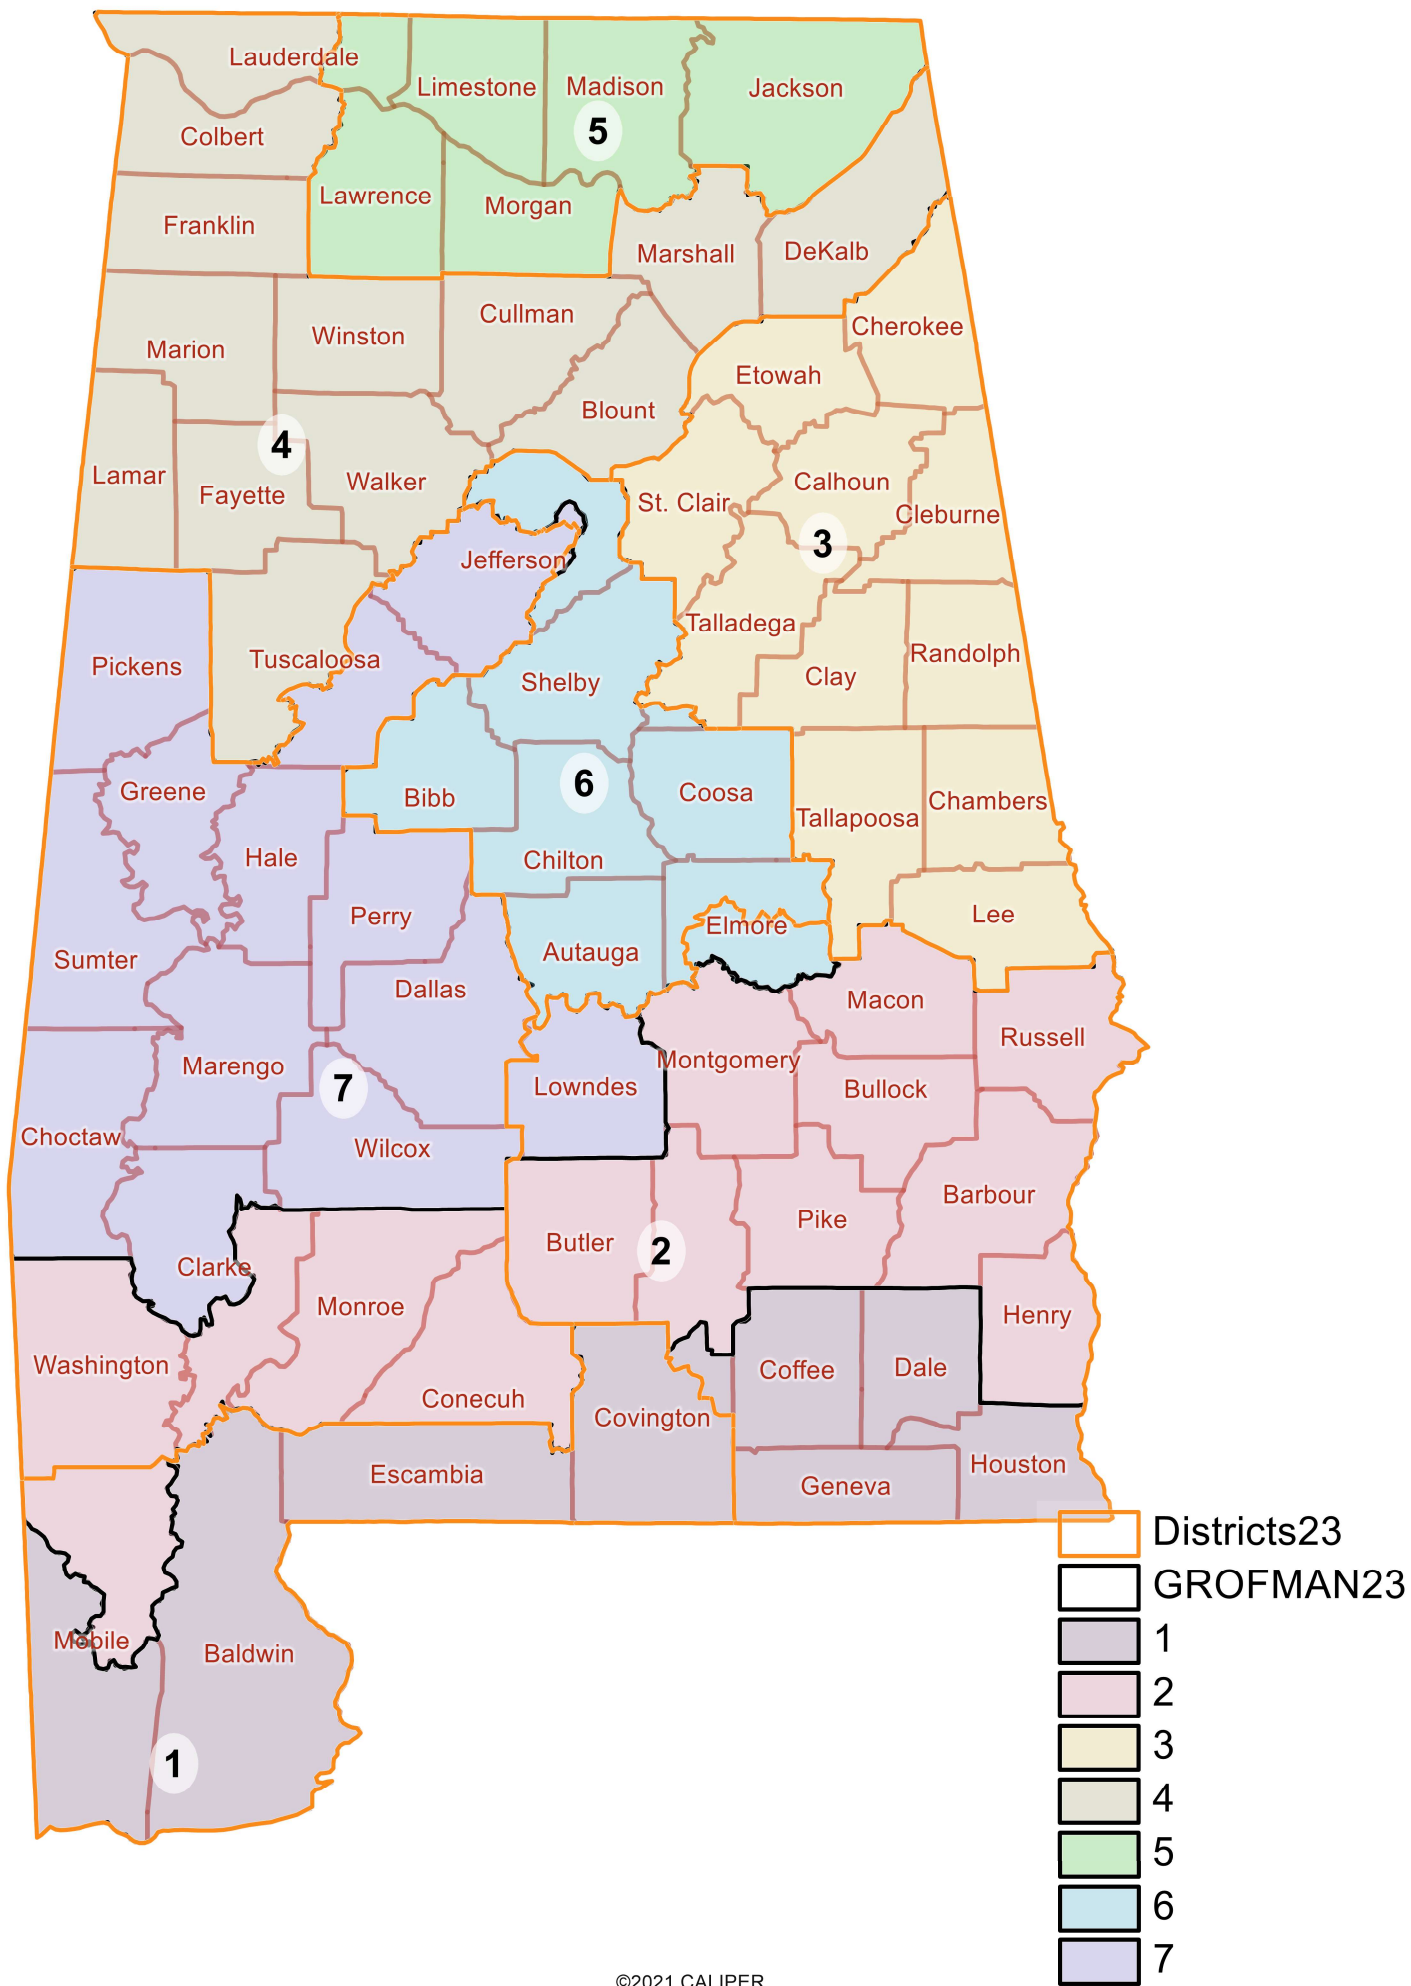 Lauderdale
Limestone
Madison
Jackson
5
Colbert
Lawrence
Morgan
Franklin
Marshall
DeKalb
Cullman
Winston
Cherokee
Marion
Etowah
Blount
4
Lamar
Fayette
Walker
St. Clair
Calhoun
Cleburne
3
Jefferson
Talladega
Randolph
Pickens
Tuscaloosa
Shelby
Clay
Greene
Bibb
6
Coosa
Chambers
Tallapoosa
Hale
Chilton
Perry
Lee
Elmore
Sumter
Autauga
Dallas
Macon
Russell
Marengo
7
Lowndes
Montgomery
Bullock
Choctaw
Wilcox
Barbour
Pike
Butler
2
Clarke
Monroe
Henry
Washington
Coffee
Dale
Conecuh
Covington
Escambia
Geneva
Houston
Mobile
Baldwin
1
Districts23
GROFMAN23
1
2
3
4
5
6
7
©2021 CALIPER